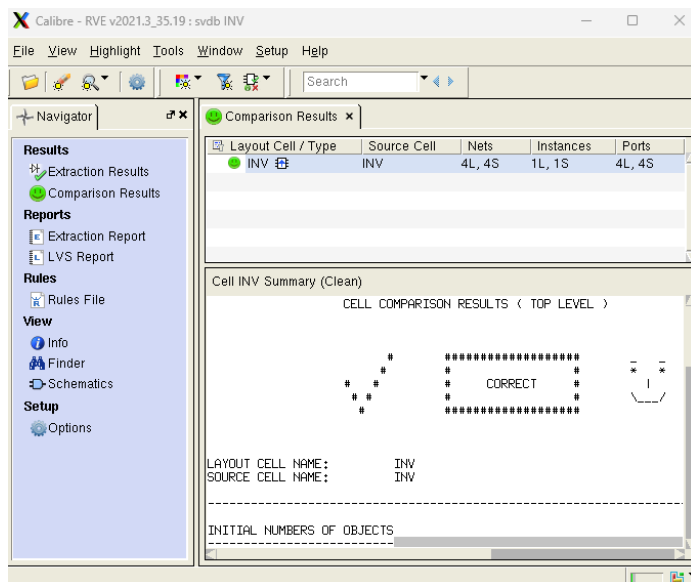 Calibre - RVE v2021.3_35.19 : svdb INV
File View Highlight Tools Window Setup Help
Search
Navigator
Results
Extraction Results
Comparison Results
Reports
Extraction Report
LVS Report
Rules
Rules File
View
Info
Finder
Schematics
Setup
Options
Comparison Results
Layout Cell / Type Source Cell Nets Instances Ports
INV INV 4L, 4S 1L, 1S 4L, 4S
Cell INV Summary (Clean)
CELL COMPARISON RESULTS ( TOP LEVEL )
# ##################### _ _
# # # * *
# # # CORRECT # |
# # # # \___/
# #####################
LAYOUT CELL NAME: INV
SOURCE CELL NAME: INV
INITIAL NUMBERS OF OBJECTS